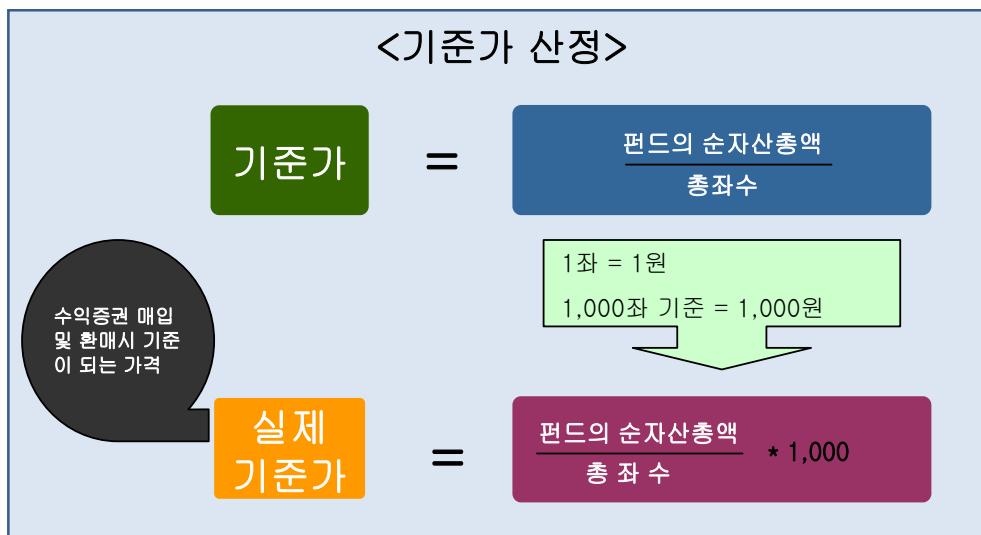 <기준가 산정>
기준가
=
펀드의 순자산총액
총좌수
1좌 = 1원
1,000좌 기준 = 1,000원
수익증권 매입
및 환매시 기준
이 되는 가격
실제
기준가
=
펀드의 순자산총액
총 좌 수
* 1,000